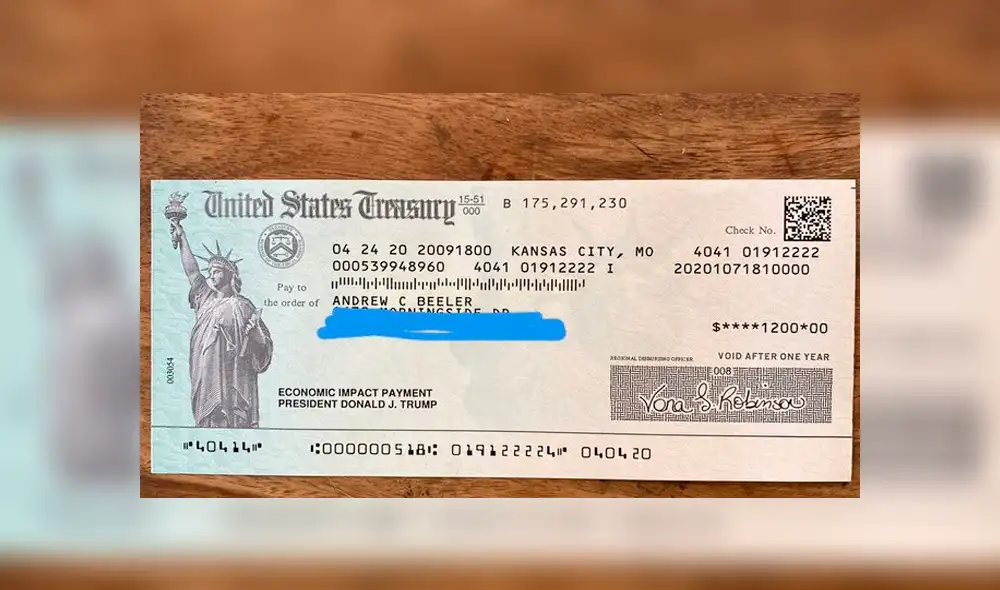 United States Treasury 15-51 000 B 175,291,230
Check No.
04 24 20 20091800 KANSAS CITY, MO 4041 01912222
000539948960 4041 01912222 I 20201071810000
Pay to
the order of
ANDREW C BEELER
MORNINGSIDE DR
$****1200*00
REGIONAL DISBURSING OFFICER VOID AFTER ONE YEAR
008
Vona S. Robinson
003054
ECONOMIC IMPACT PAYMENT
PRESIDENT DONALD J. TRUMP
⑈40414⑈ ⑆000000518⑆ 019122224⑈ 040420